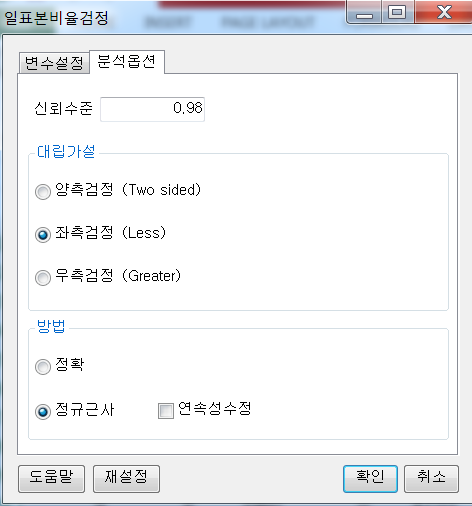 일표본비율검정
INSERT PAGE LAYOUT
변수설정 분석옵션
신뢰수준 0.98
대립가설
양측검정 (Two sided)
좌측검정 (Less)
우측검정 (Greater)
방법
정확
정규근사 연속성수정
도움말 재설정 확인 취소